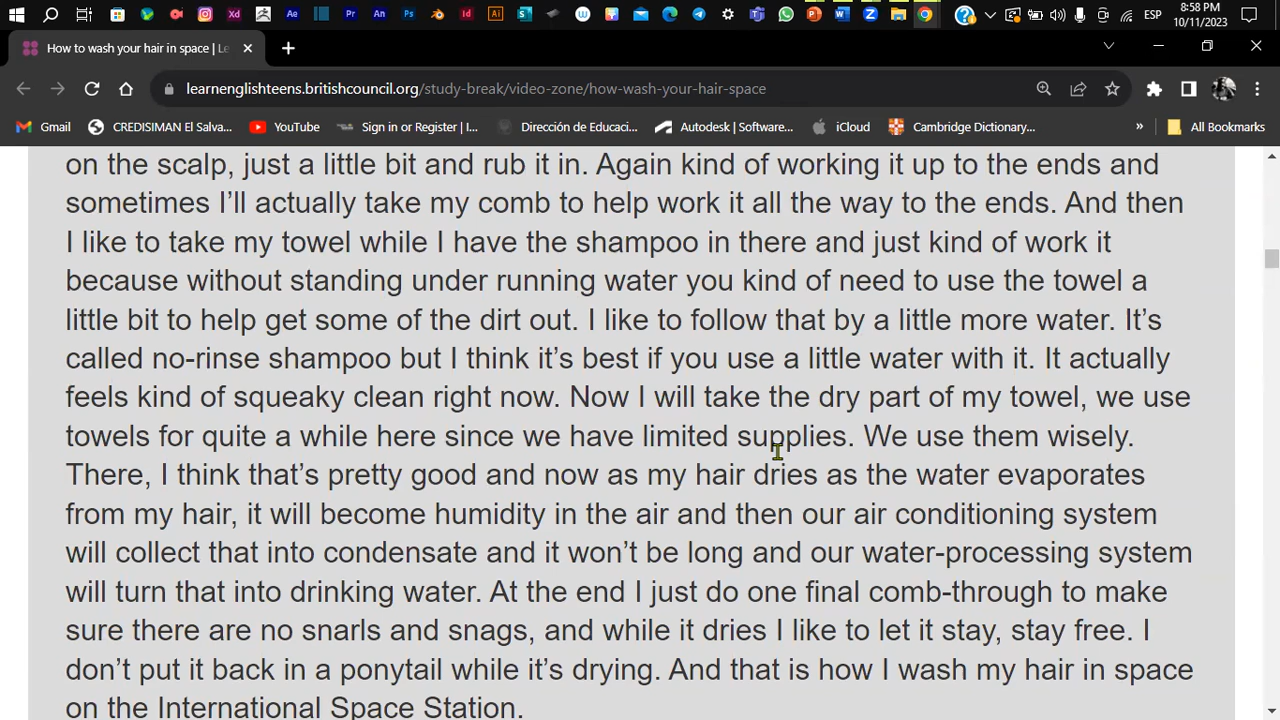 Xd
Ae
Pr
An
Ps
Id
Ai
S
W
ESP
8:58 PM
10/11/2023
How to wash your hair in space | Le
learnenglishteens.britishcouncil.org/study-break/video-zone/how-wash-your-hair-space
Gmail
CREDISIMAN El Salva...
YouTube
Sign in or Register | I...
Dirección de Educaci...
Autodesk | Software...
iCloud
Cambridge Dictionary...
»
All Bookmarks
on the scalp, just a little bit and rub it in. Again kind of working it up to the ends and
sometimes I’ll actually take my comb to help work it all the way to the ends. And then
I like to take my towel while I have the shampoo in there and just kind of work it
because without standing under running water you kind of need to use the towel a
little bit to help get some of the dirt out. I like to follow that by a little more water. It’s
called no-rinse shampoo but I think it’s best if you use a little water with it. It actually
feels kind of squeaky clean right now. Now I will take the dry part of my towel, we use
towels for quite a while here since we have limited supplies. We use them wisely.
There, I think that’s pretty good and now as my hair dries as the water evaporates
from my hair, it will become humidity in the air and then our air conditioning system
will collect that into condensate and it won’t be long and our water-processing system
will turn that into drinking water. At the end I just do one final comb-through to make
sure there are no snarls and snags, and while it dries I like to let it stay, stay free. I
don’t put it back in a ponytail while it’s drying. And that is how I wash my hair in space
on the International Space Station.